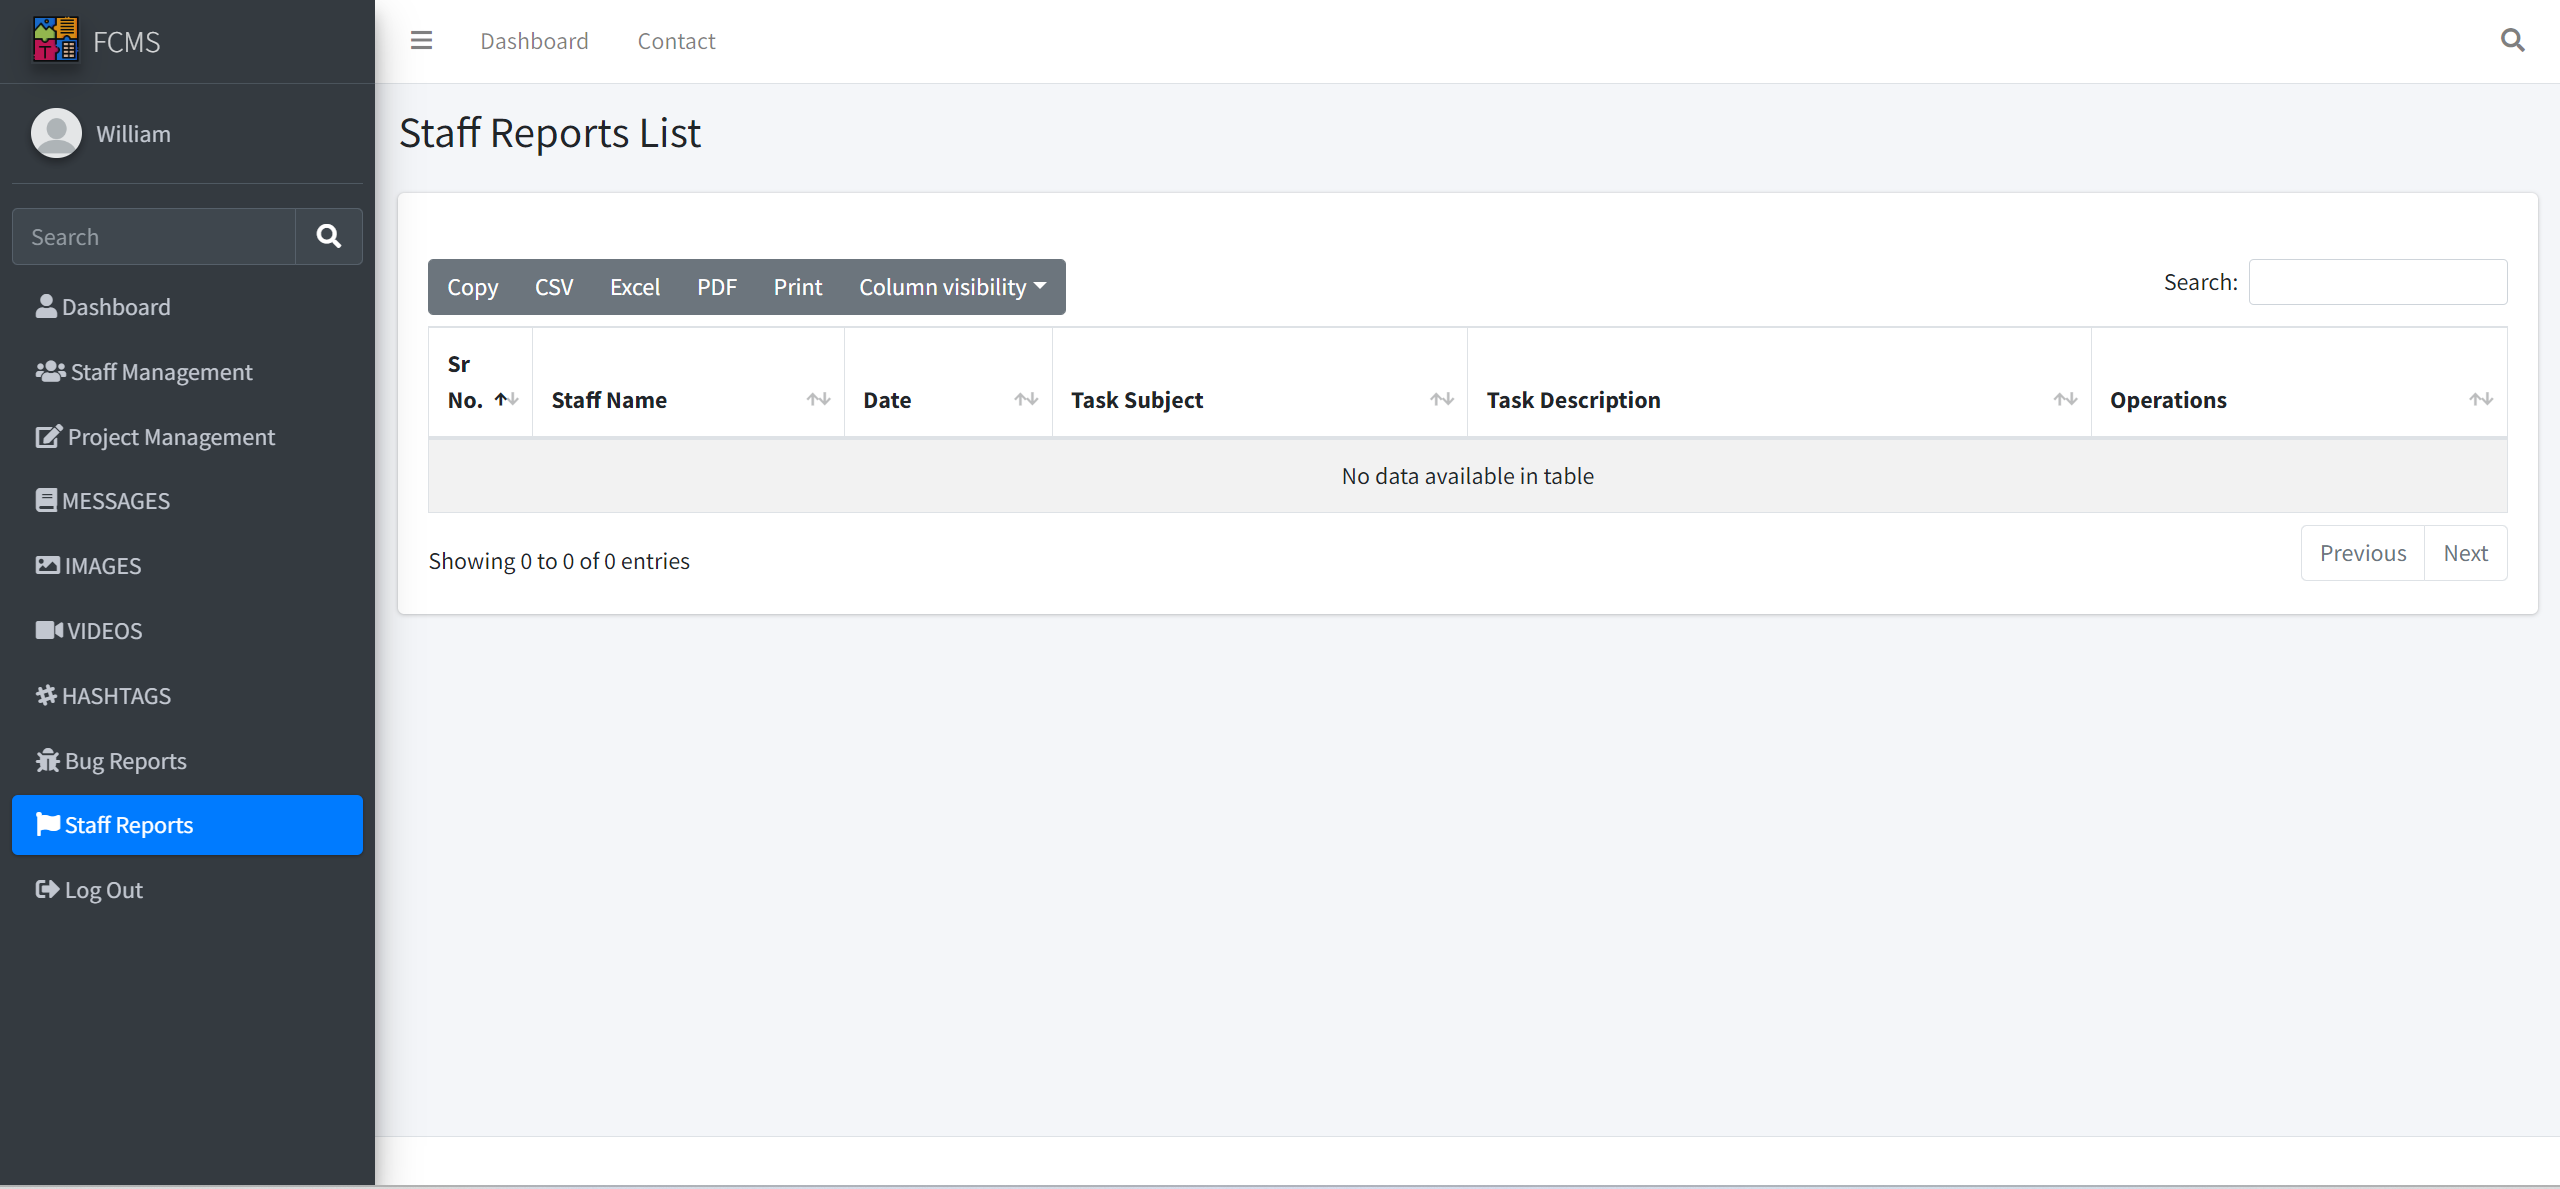 FCMS
William
Search
Dashboard
Staff Management
Project Management
MESSAGES
IMAGES
VIDEOS
HASHTAGS
Bug Reports
Staff Reports
Log Out
Dashboard Contact
Staff Reports List
Copy CSV Excel PDF Print Column visibility
Search:
Sr
No. Staff Name Date Task Subject Task Description Operations
No data available in table
Showing 0 to 0 of 0 entries
Previous Next